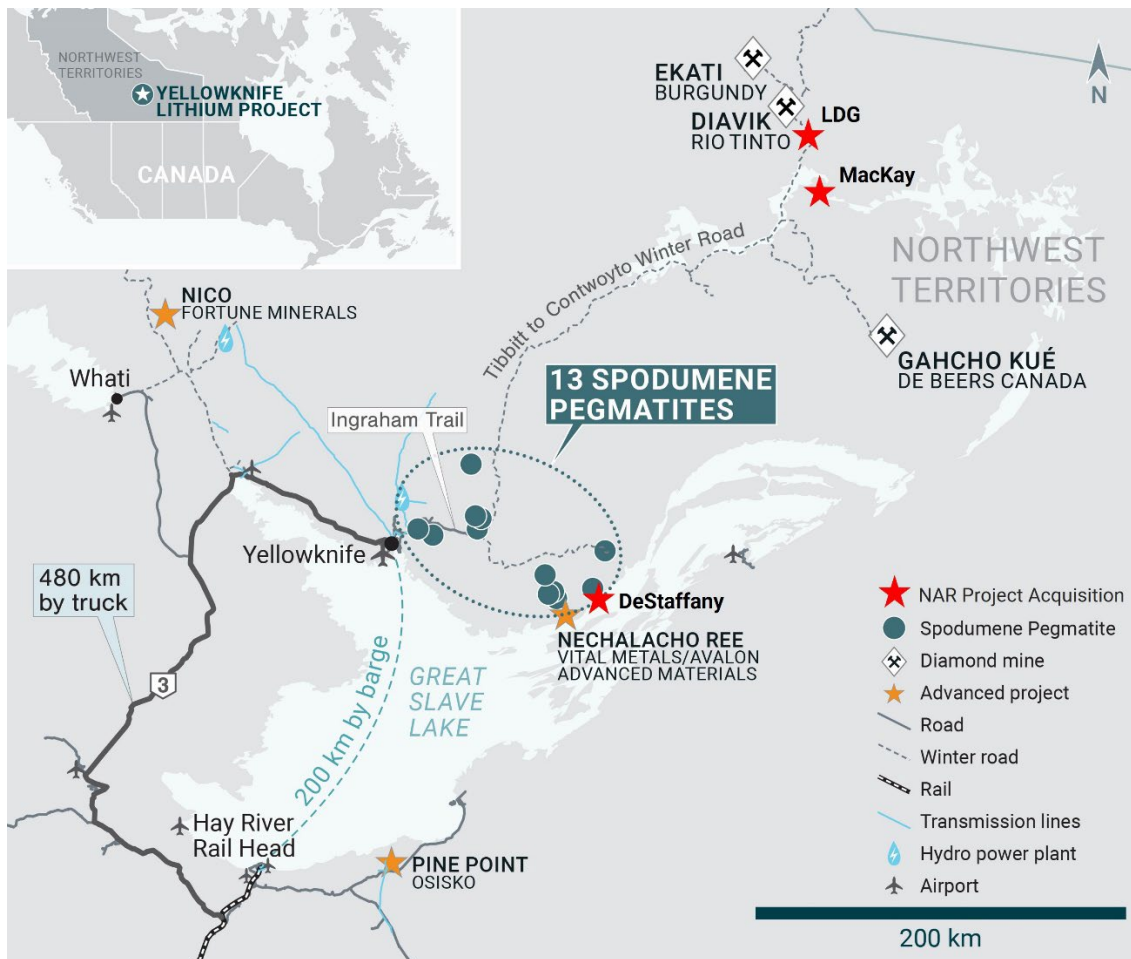 NORTHWEST
TERRITORIES
YELLOWKNIFE
LITHIUM PROJECT
CANADA
EKATI
BURGUNDY
DIAVIK
RIO TINTO
LDG
MacKay
N
NORTHWEST
TERRITORIES
Tibbitt to Contwoyto Winter Road
NICO
FORTUNE MINERALS
GAHCHO KUÉ
DE BEERS CANADA
Whati
13 SPODUMENE
PEGMATITES
Ingraham Trail
Yellowknife
480 km
by truck
3
DeStaffany
NECHALACHO REE
VITAL METALS/AVALON
ADVANCED MATERIALS
GREAT
SLAVE
LAKE
200 km by barge
Hay River
Rail Head
PINE POINT
OSISKO
NAR Project Acquisition
Spodumene Pegmatite
Diamond mine
Advanced project
Road
Winter road
Rail
Transmission lines
Hydro power plant
Airport
200 km